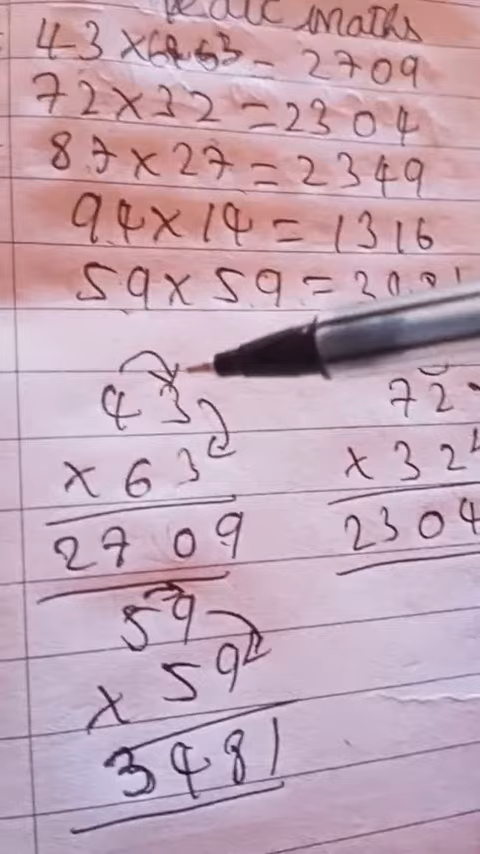 maths
43 x 63 = 2709
72 x 32 = 2304
87 x 27 = 2349
94 x 14 = 1316
59 x 59 =
43
x 63
2709
72
x 32
2304
59
x 59
3481